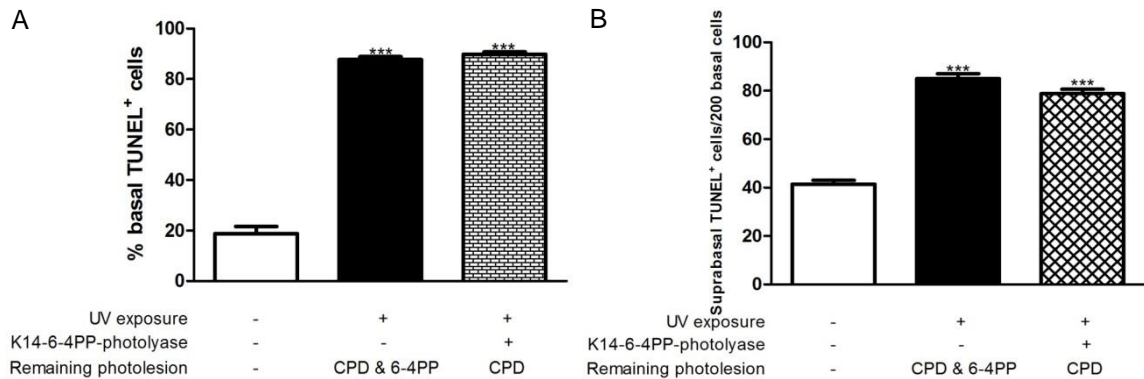 A
% basal TUNEL+ cells
100
80
60
40
20
0
***
***
UV exposure - + +
K14-6-4PP-photolyase - - +
Remaining photolesion - CPD & 6-4PP CPD
B
Suprabasal TUNEL+ cells/200 basal cells
100
80
60
40
20
0
***
***
UV exposure - + +
K14-6-4PP-photolyase - - +
Remaining photolesion - CPD & 6-4PP CPD